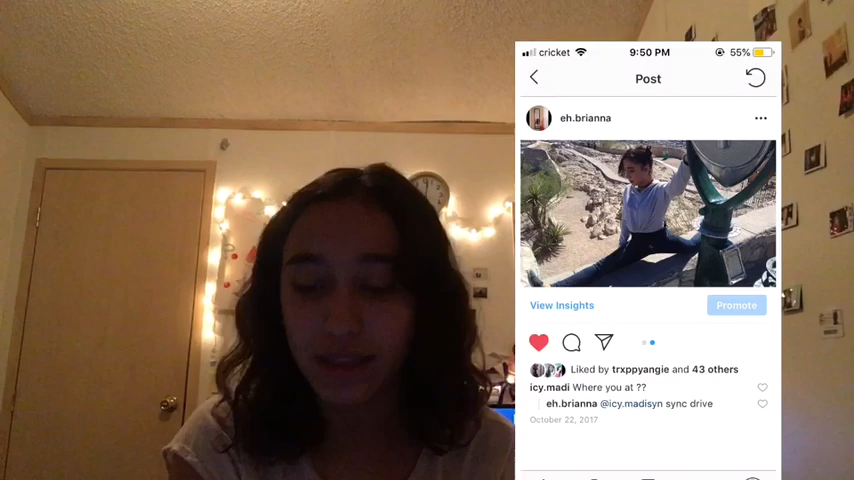 cricket 9:50 PM 55%
Post
eh.brianna
View Insights Promote
Liked by trxppyangie and 43 others
icy.madi Where you at ??
eh.brianna @icy.madisyn sync drive
October 22, 2017